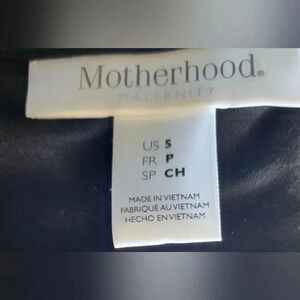 Motherhood®
MATERNITY
US S
FR P
SP CH
MADE IN VIETNAM
FABRIQUÉ AU VIETNAM
HECHO EN VIETNAM